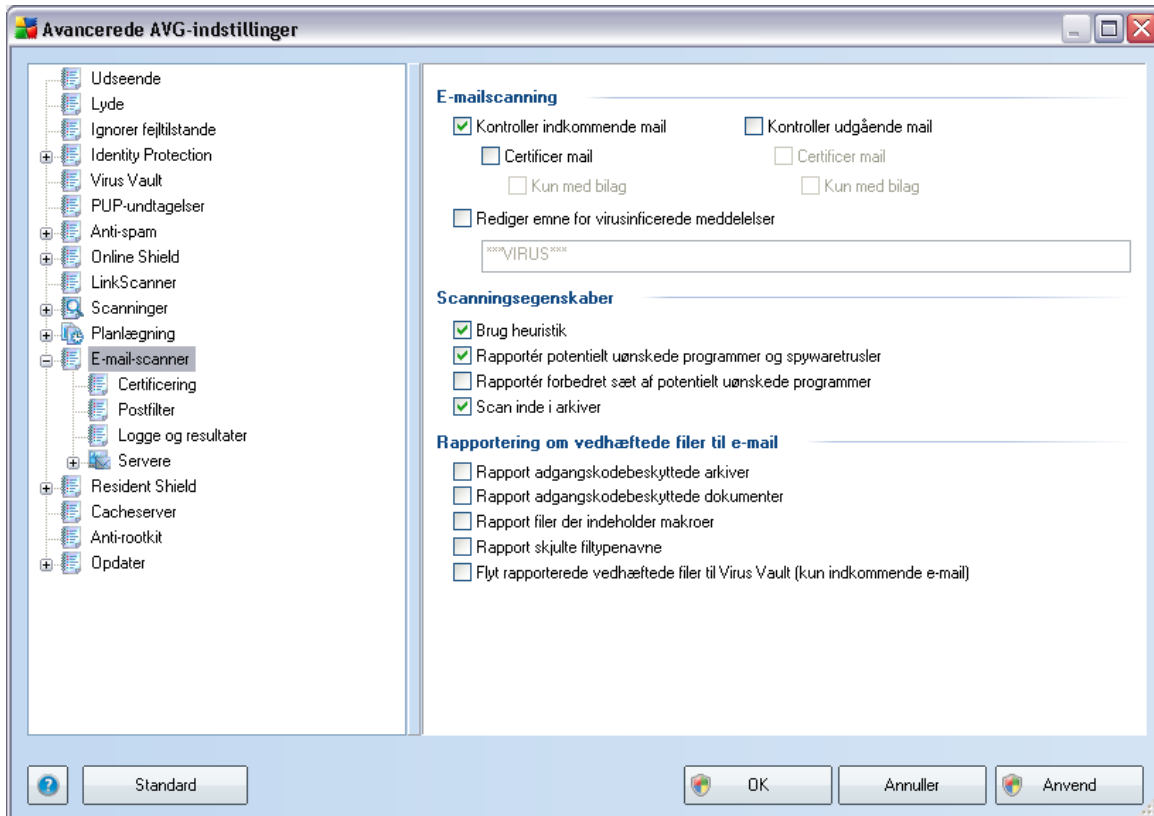 Avancerede AVG-indstillinger
Udseende
Lyde
Ignorer fejltilstande
Identity Protection
Virus Vault
PUP-undtagelser
Anti-spam
Online Shield
LinkScanner
Scanninger
Planlægning
E-mail-scanner
Certificering
Postfilter
Logge og resultater
Servere
Resident Shield
Cacheserver
Anti-rootkit
Opdater
E-mailscanning
Kontroller indkommende mail Kontroller udgående mail
Certificer mail Certificer mail
Kun med bilag Kun med bilag
Rediger emne for virusinficerede meddelelser
***VIRUS***
Scanningsegenskaber
Brug heuristik
Rapportér potentielt uønskede programmer og spywaretrusler
Rapportér forbedret sæt af potentielt uønskede programmer
Scan inde i arkiver
Rapportering om vedhæftede filer til e-mail
Rapport adgangskodebeskyttede arkiver
Rapport adgangskodebeskyttede dokumenter
Rapport filer der indeholder makroer
Rapport skjulte filtypenavne
Flyt rapporterede vedhæftede filer til Virus Vault (kun indkommende e-mail)
? Standard OK Annuller Anvend